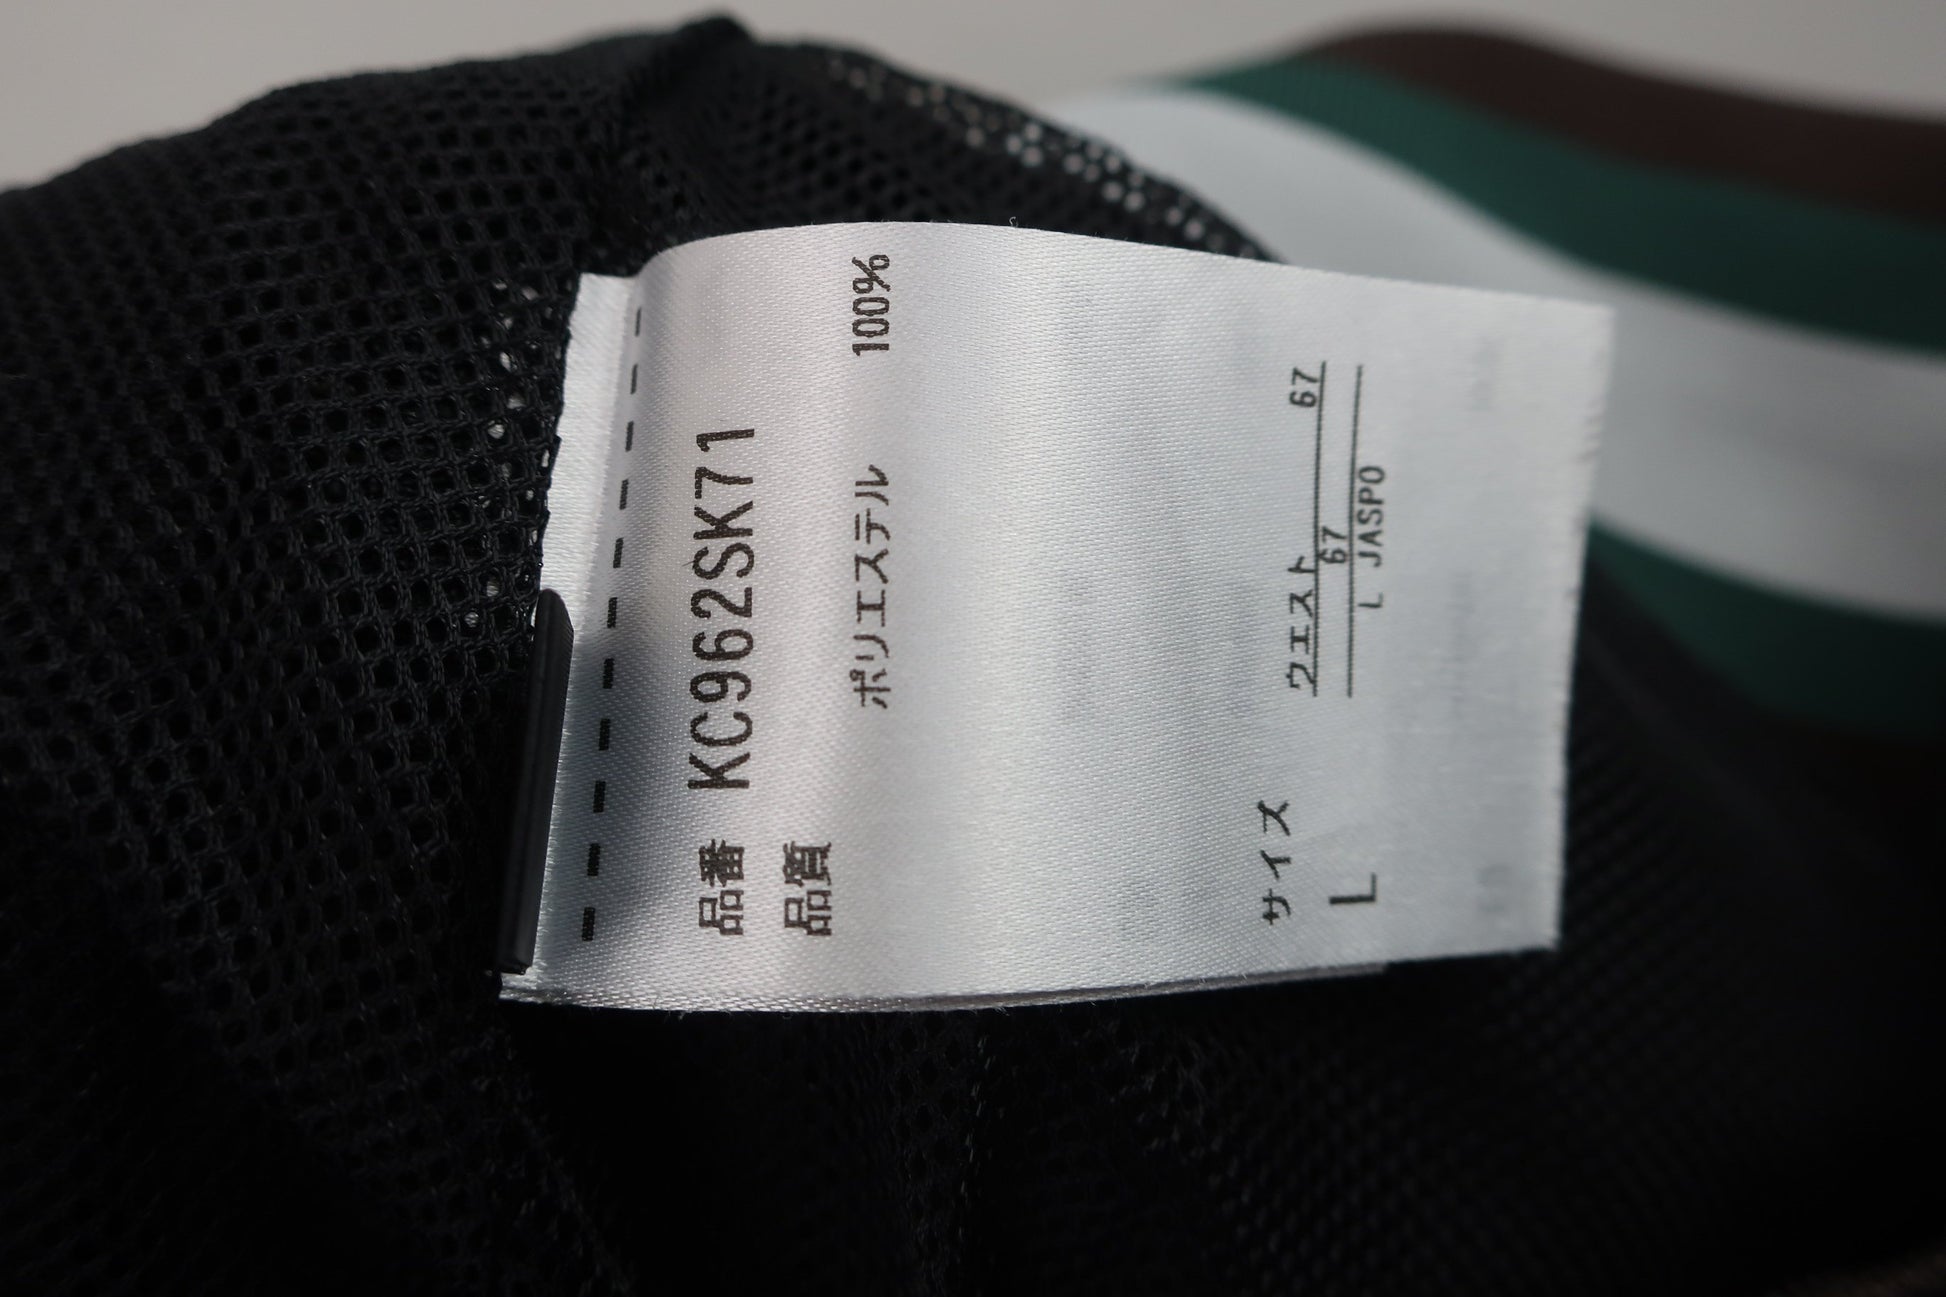 品番 KC962SK71
品質
ポリエステル 100%
サイズ
ウエスト 67
L 67
L JASPO